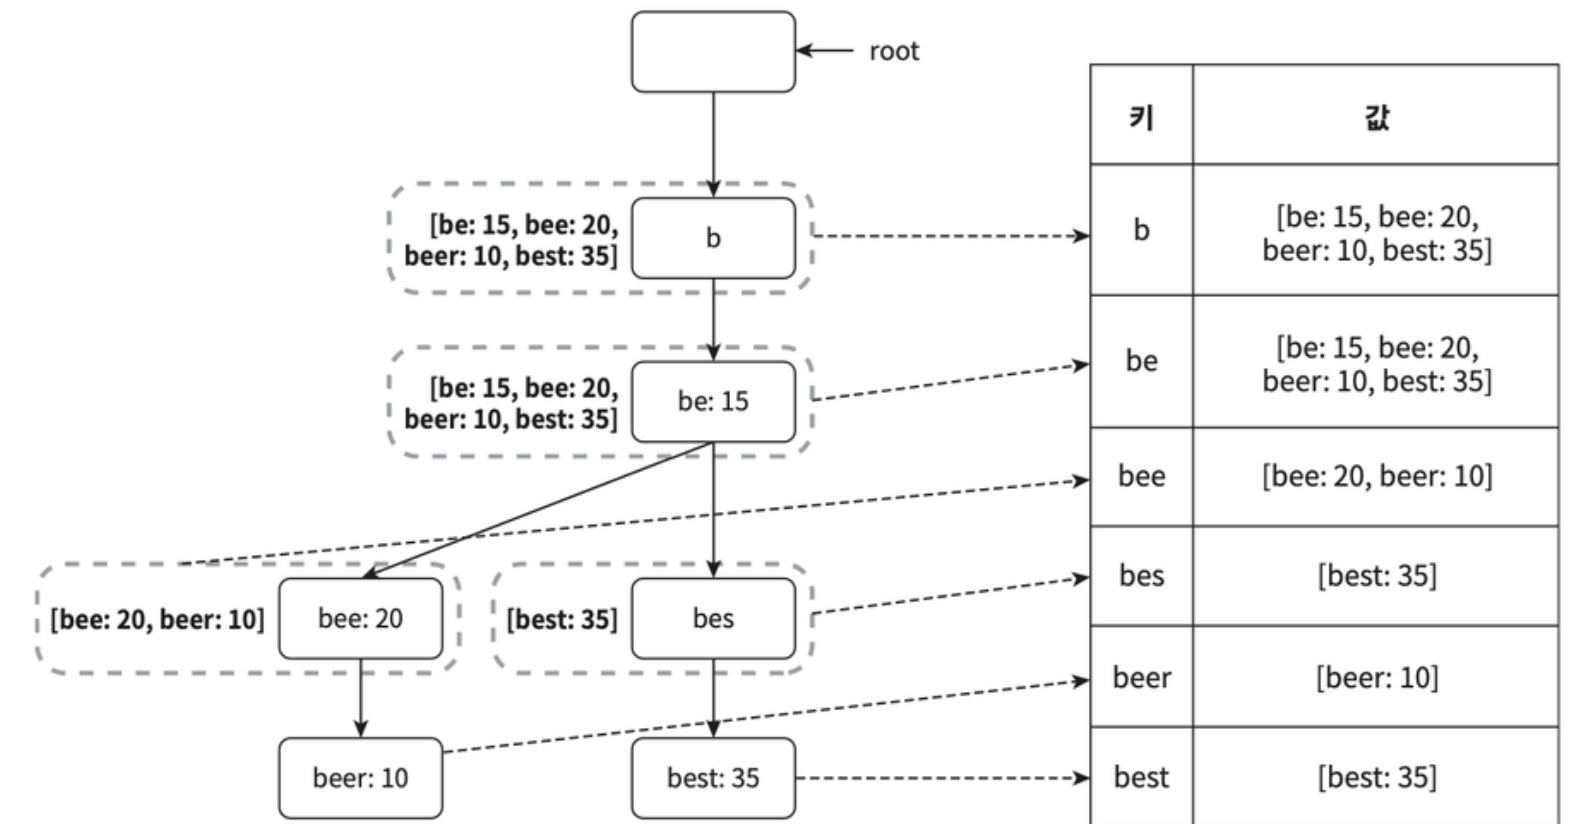 root
[be: 15, bee: 20,
beer: 10, best: 35]
b
[be: 15, bee: 20,
beer: 10, best: 35]
be: 15
[bee: 20, beer: 10]
bee: 20
[best: 35]
bes
beer: 10
best: 35
키 값
b [be: 15, bee: 20,
beer: 10, best: 35]
be [be: 15, bee: 20,
beer: 10, best: 35]
bee [bee: 20, beer: 10]
bes [best: 35]
beer [beer: 10]
best [best: 35]